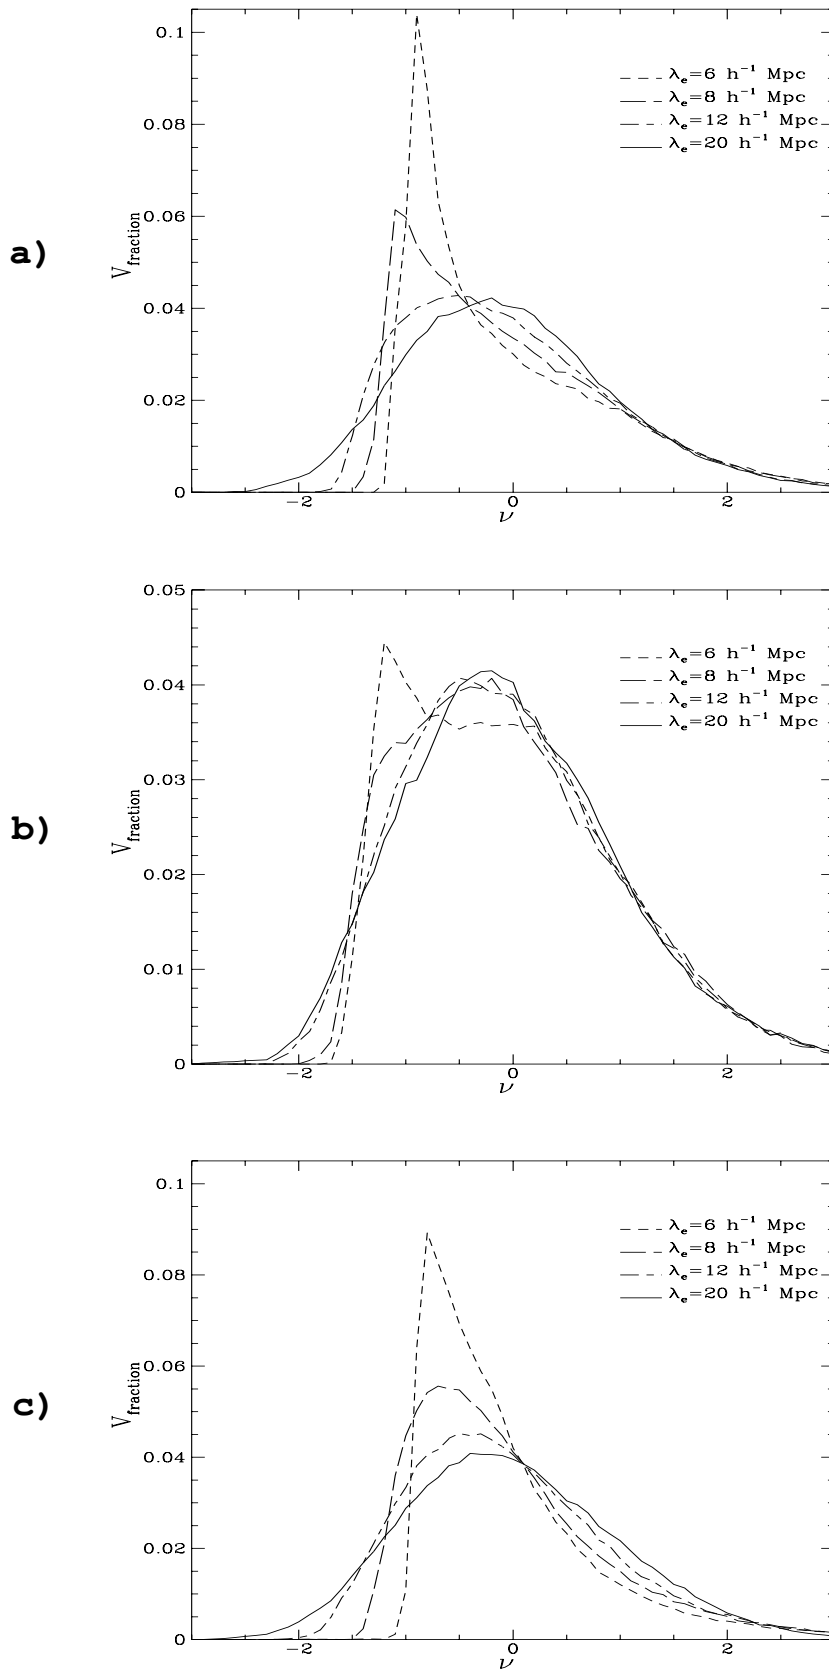 a)
0.1
0.08
0.06
0.04
0.02
0
V_fraction
−2
0
2
ν
λ_e=6 h⁻¹ Mpc
λ_e=8 h⁻¹ Mpc
λ_e=12 h⁻¹ Mpc
λ_e=20 h⁻¹ Mpc
b)
0.05
0.04
0.03
0.02
0.01
0
V_fraction
−2
0
2
ν
λ_e=6 h⁻¹ Mpc
λ_e=8 h⁻¹ Mpc
λ_e=12 h⁻¹ Mpc
λ_e=20 h⁻¹ Mpc
c)
0.1
0.08
0.06
0.04
0.02
0
V_fraction
−2
0
2
ν
λ_e=6 h⁻¹ Mpc
λ_e=8 h⁻¹ Mpc
λ_e=12 h⁻¹ Mpc
λ_e=20 h⁻¹ Mpc